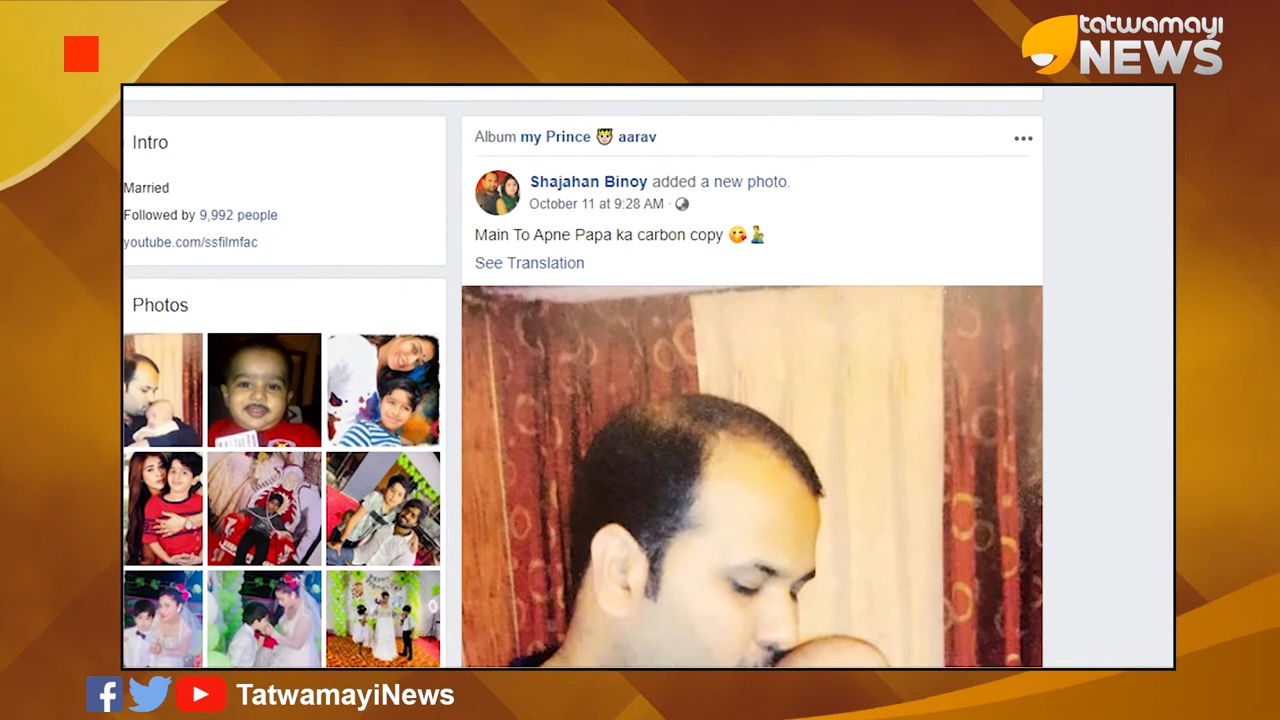 tatwamayi
NEWS
Intro
Married
Followed by 9,992 people
youtube.com/ssfilmfac
Photos
Album my Prince 🤴 aarav
Shajahan Binoy added a new photo.
October 11 at 9:28 AM ·
Main To Apne Papa ka carbon copy 😘🤱
See Translation
TatwamayiNews